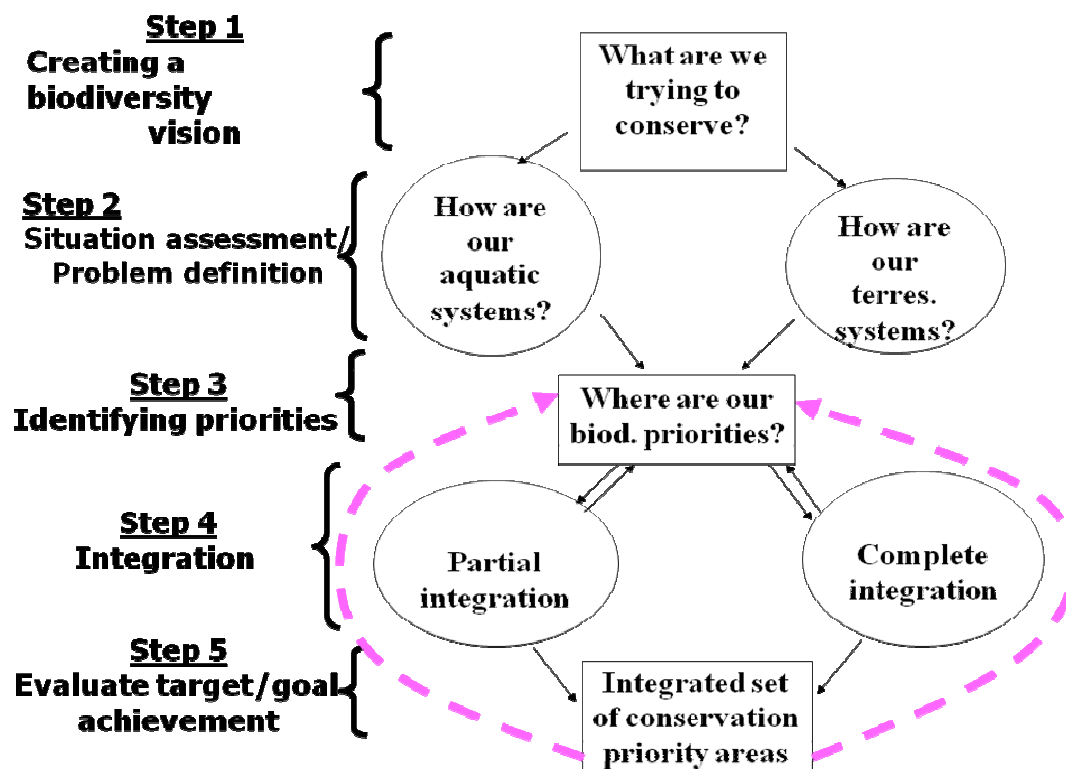 Step 1
Creating a
biodiversity
vision
What are we
trying to
conserve?
Step 2
Situation assessment/
Problem definition
How are
our
aquatic
systems?
How are
our
terres.
systems?
Step 3
Identifying priorities
Where are our
biod. priorities?
Step 4
Integration
Partial
integration
Complete
integration
Step 5
Evaluate target/goal
achievement
Integrated set
of conservation
priority areas